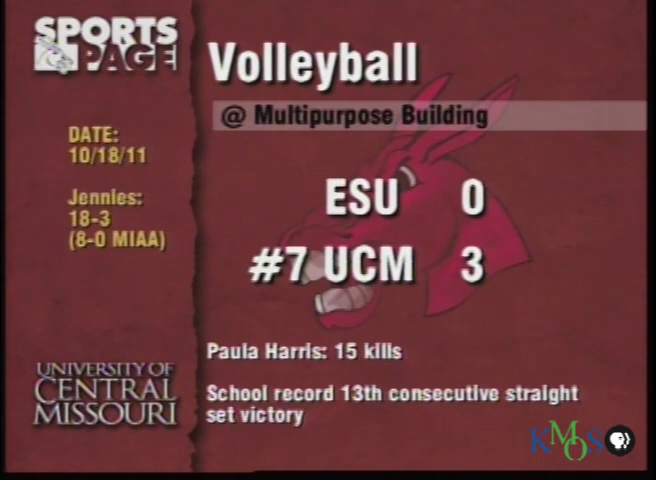 SPORTS
PAGE
Volleyball
@ Multipurpose Building
DATE:
10/18/11
Jennies:
18-3
(8-0 MIAA)
ESU 0
#7 UCM 3
Paula Harris: 15 kills
School record 13th consecutive straight
set victory
UNIVERSITY OF
CENTRAL
MISSOURI
KMOS